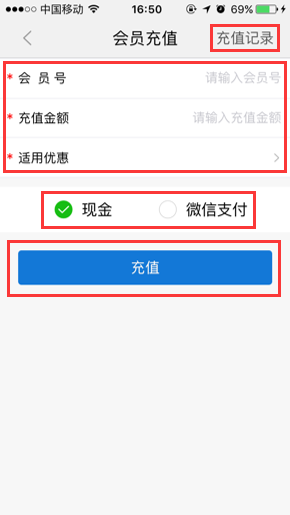 中国移动 16:50 69%
会员充值 充值记录
* 会 员 号 请输入会员号
* 充值金额 请输入充值金额
* 适用优惠
现金 微信支付
充值